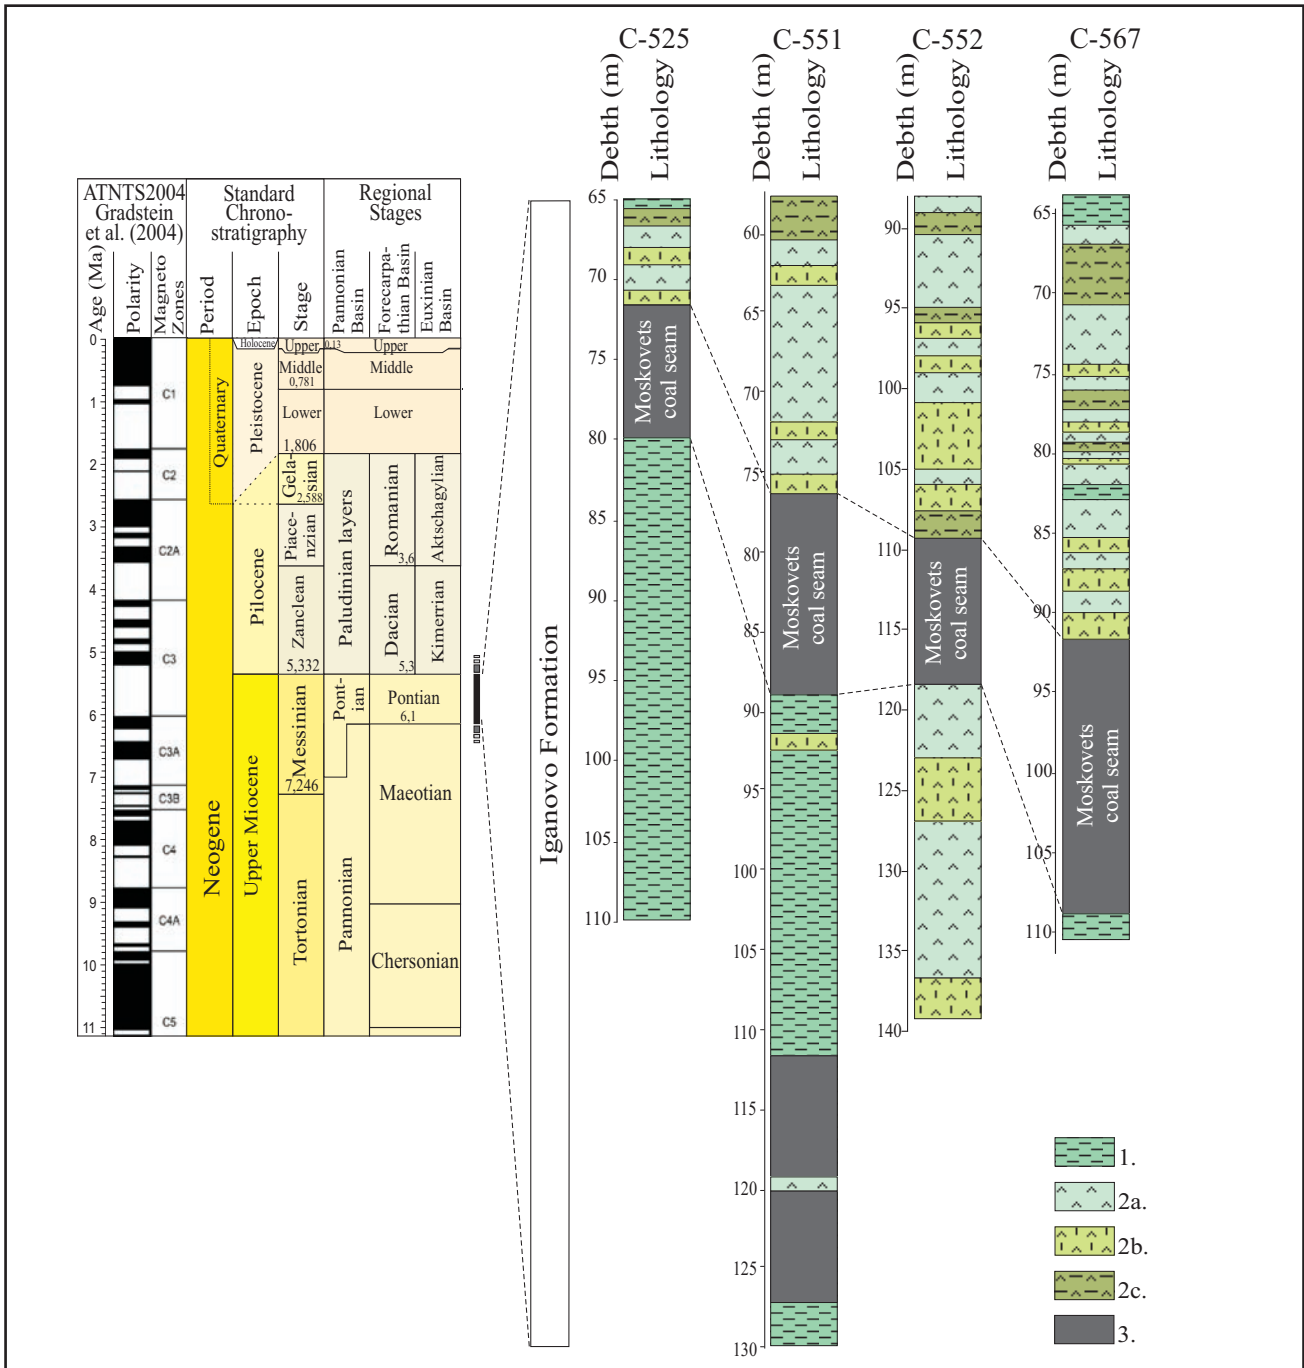 C-525
C-551
C-552
C-567
Debth (m)
Lithology
Debth (m)
Lithology
Debth (m)
Lithology
Debth (m)
Lithology
ATNTS2004
Gradstein
et al. (2004)
Standard
Chrono-
stratigraphy
Regional
Stages
Age (Ma)
Polarity
Magneto
Zones
Period
Epoch
Stage
Pannonian
Basin
Forecarpa-
thian Basin
Euxinian
Basin
0
1
2
3
4
5
6
7
8
9
10
11
C1
C2
C2A
C3
C3A
C3B
C4
C4A
C5
Quaternary
Neogene
Holocene
Pleistocene
Pilocene
Upper Miocene
Upper
0,13
Middle
0,781
Lower
1,806
Gela-
sian
2,588
Piace-
nzian
Zanclean
5,332
Messinian
7,246
Tortonian
Upper
Middle
Lower
Paludinian layers
Pont-
ian
Pannonian
Romanian
3,6
Dacian
5,3
Aktschagylian
Kimerrian
Pontian
6,1
Maeotian
Chersonian
Iganovo Formation
65
70
75
80
85
90
95
100
105
110
Moskovets
coal seam
60
65
70
75
80
85
90
95
100
105
110
115
120
125
130
Moskovets
coal seam
90
95
100
105
110
115
120
125
130
135
140
Moskovets
coal seam
65
70
75
80
85
90
95
100
105
110
Moskovets
coal seam
1.
2a.
2b.
2c.
3.